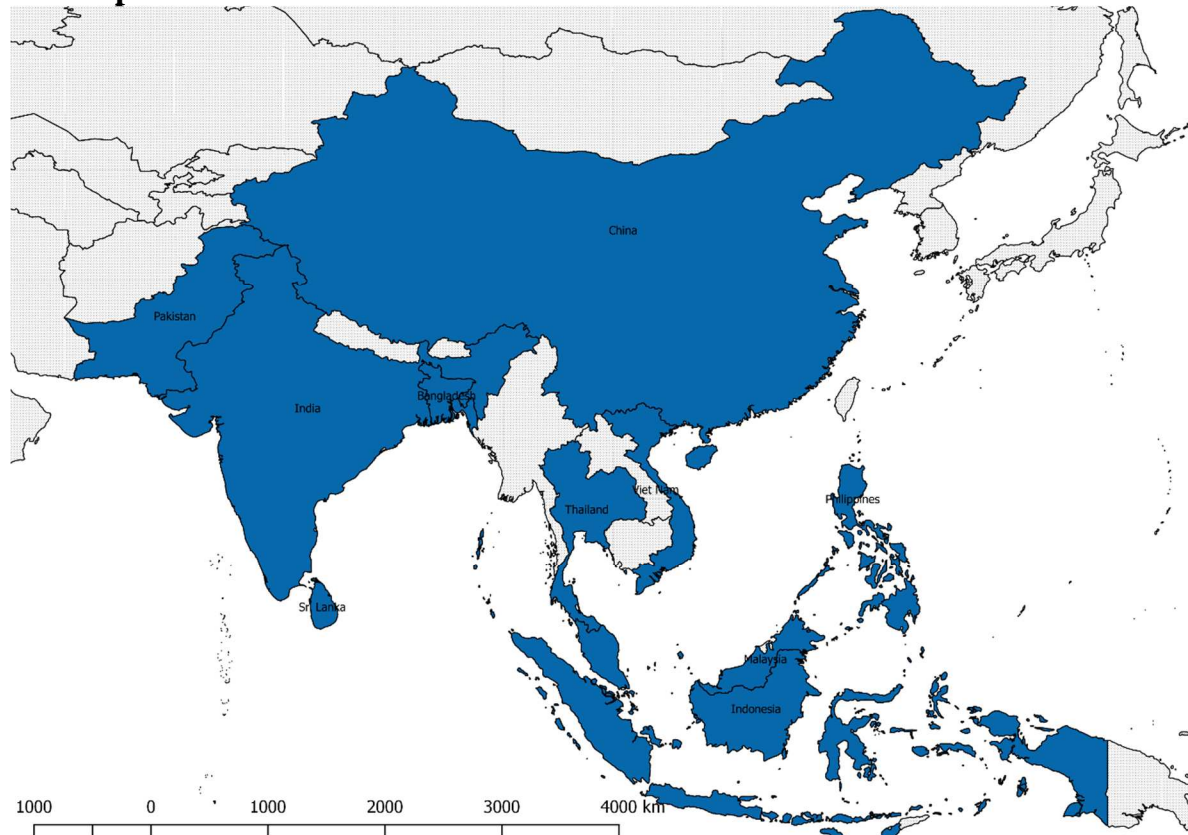 China
Pakistan
Bangladesh
India
Viet Nam
Philippines
Thailand
Sri Lanka
Malaysia
Indonesia
1000 0 1000 2000 3000 4000 km